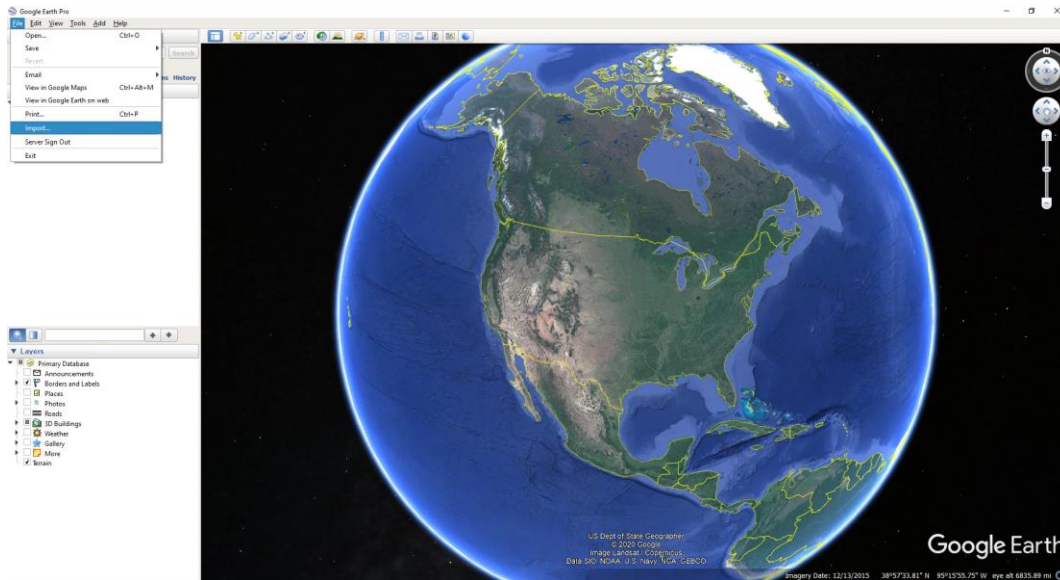 Google Earth Pro
File Edit View Tools Add Help
Open... Ctrl+O
Save
Revert
Email
View in Google Maps Ctrl+Alt+M
View in Google Earth on web
Print... Ctrl+P
Import...
Server Sign Out
Exit
Search
ns History
Layers
Primary Database
Announcements
Borders and Labels
Places
Photos
Roads
3D Buildings
Weather
Gallery
More
Terrain
N
US Dept of State Geographer
© 2020 Google
Image Landsat / Copernicus
Data SIO, NOAA, U.S. Navy, NGA, GEBCO
Google Earth
Imagery Date: 12/13/2015 38°57'33.81" N 95°15'55.75" W eye alt 6835.89 mi